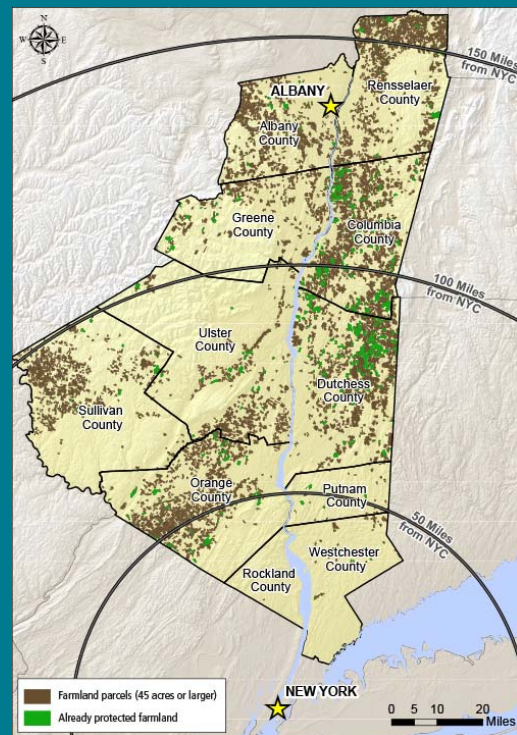 N
W E
S
150 Miles
from NYC
ALBANY
Rensselaer
County
Albany
County
Greene
County
Columbia
County
100 Miles
from NYC
Ulster
County
Dutchess
County
Sullivan
County
Orange
County
Putnam
County
50 Miles
from NYC
Westchester
County
Rockland
County
Farmland parcels (45 acres or larger)
Already protected farmland
NEW YORK
0 5 10 20
Miles